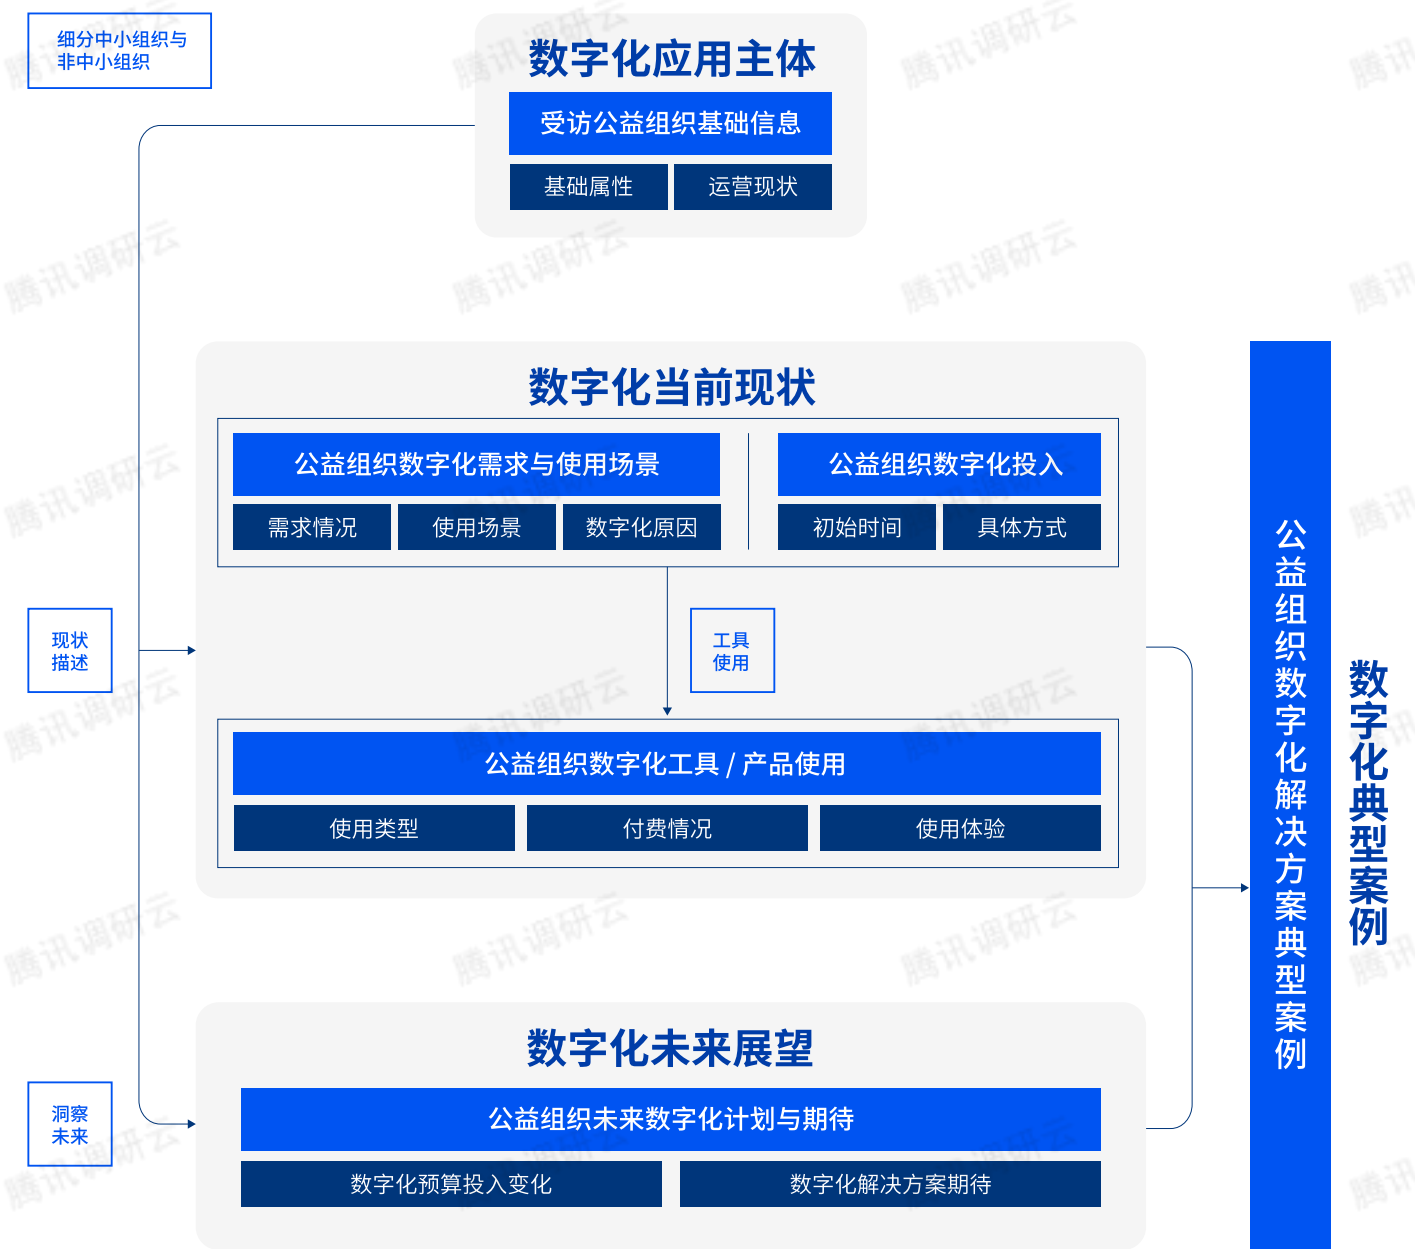 细分中小组织与
非中小组织
数字化应用主体
受访公益组织基础信息
基础属性
运营现状
数字化当前现状
公益组织数字化需求与使用场景
公益组织数字化投入
需求情况
使用场景
数字化原因
初始时间
具体方式
现状
描述
工具
使用
公益组织数字化工具 / 产品使用
使用类型
付费情况
使用体验
数字化未来展望
公益组织未来数字化计划与期待
数字化预算投入变化
数字化解决方案期待
洞察
未来
公益组织数字化解决方案典型案例
数字化典型案例
腾讯调研云